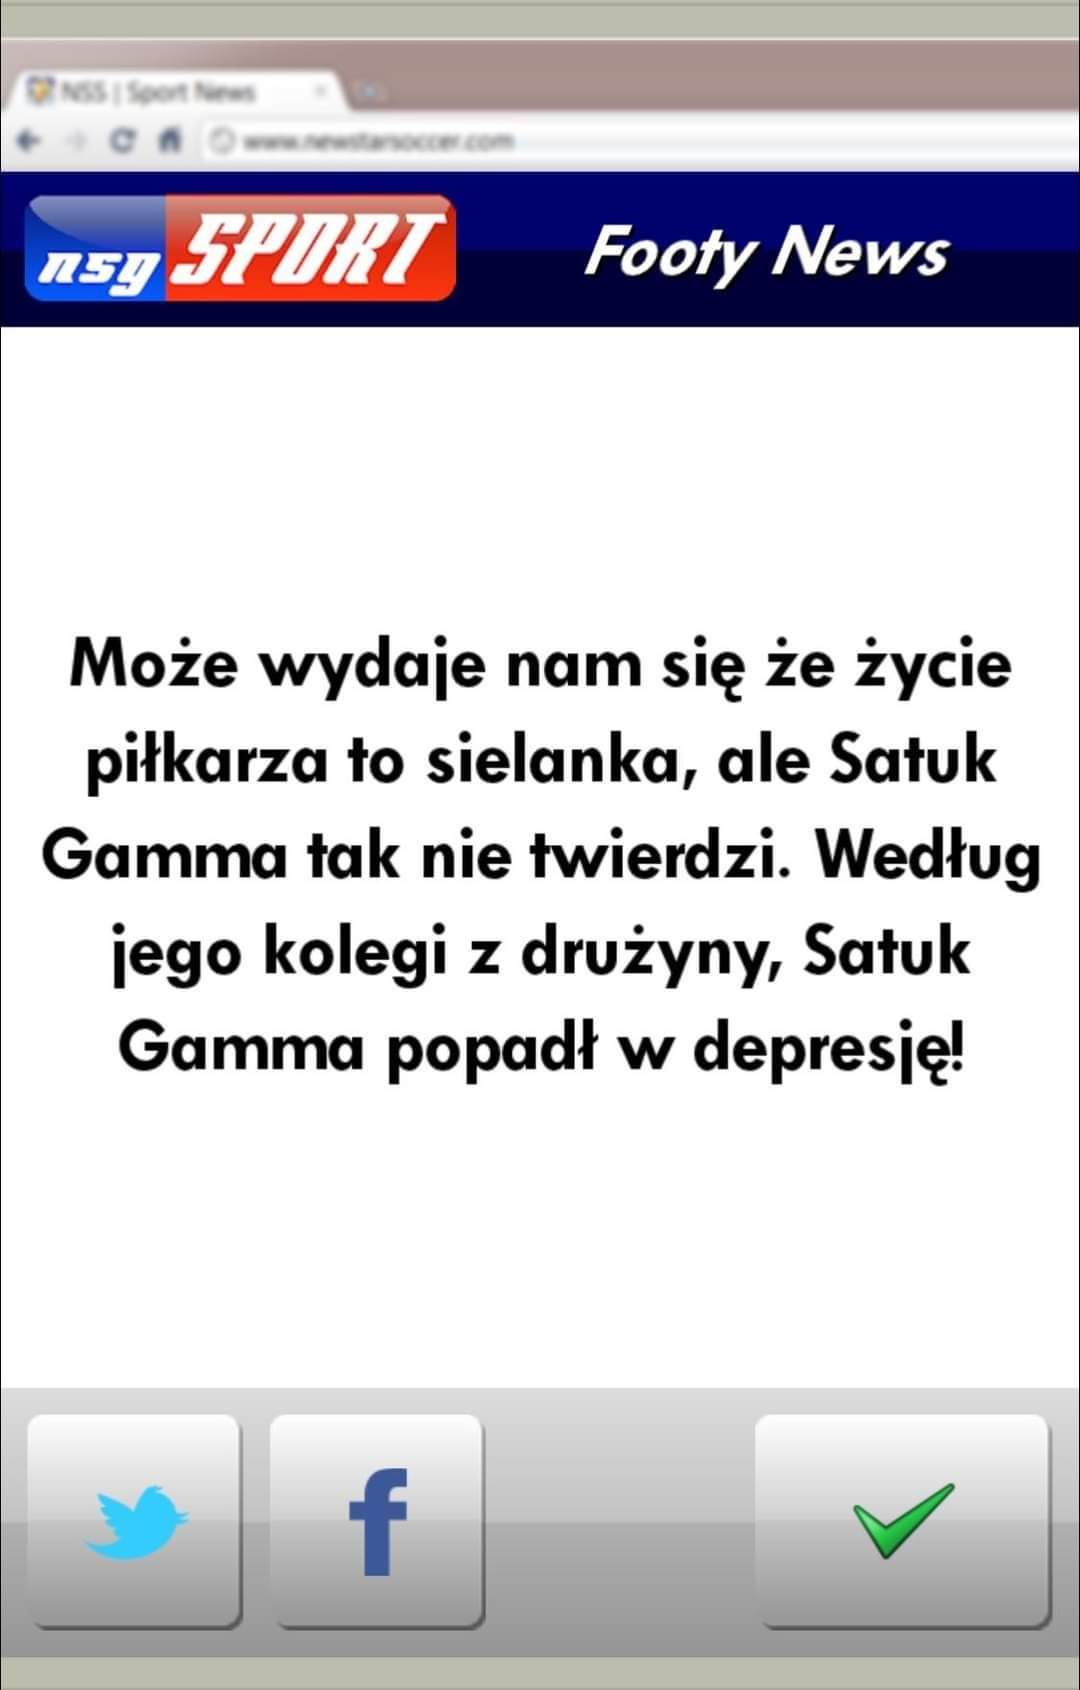 NSS | Sport News
www.newstarsoccer.com
nsg SPORT Footy News
Może wydaje nam się że życie
piłkarza to sielanka, ale Satuk
Gamma tak nie twierdzi. Według
jego kolegi z drużyny, Satuk
Gamma popadł w depresję!